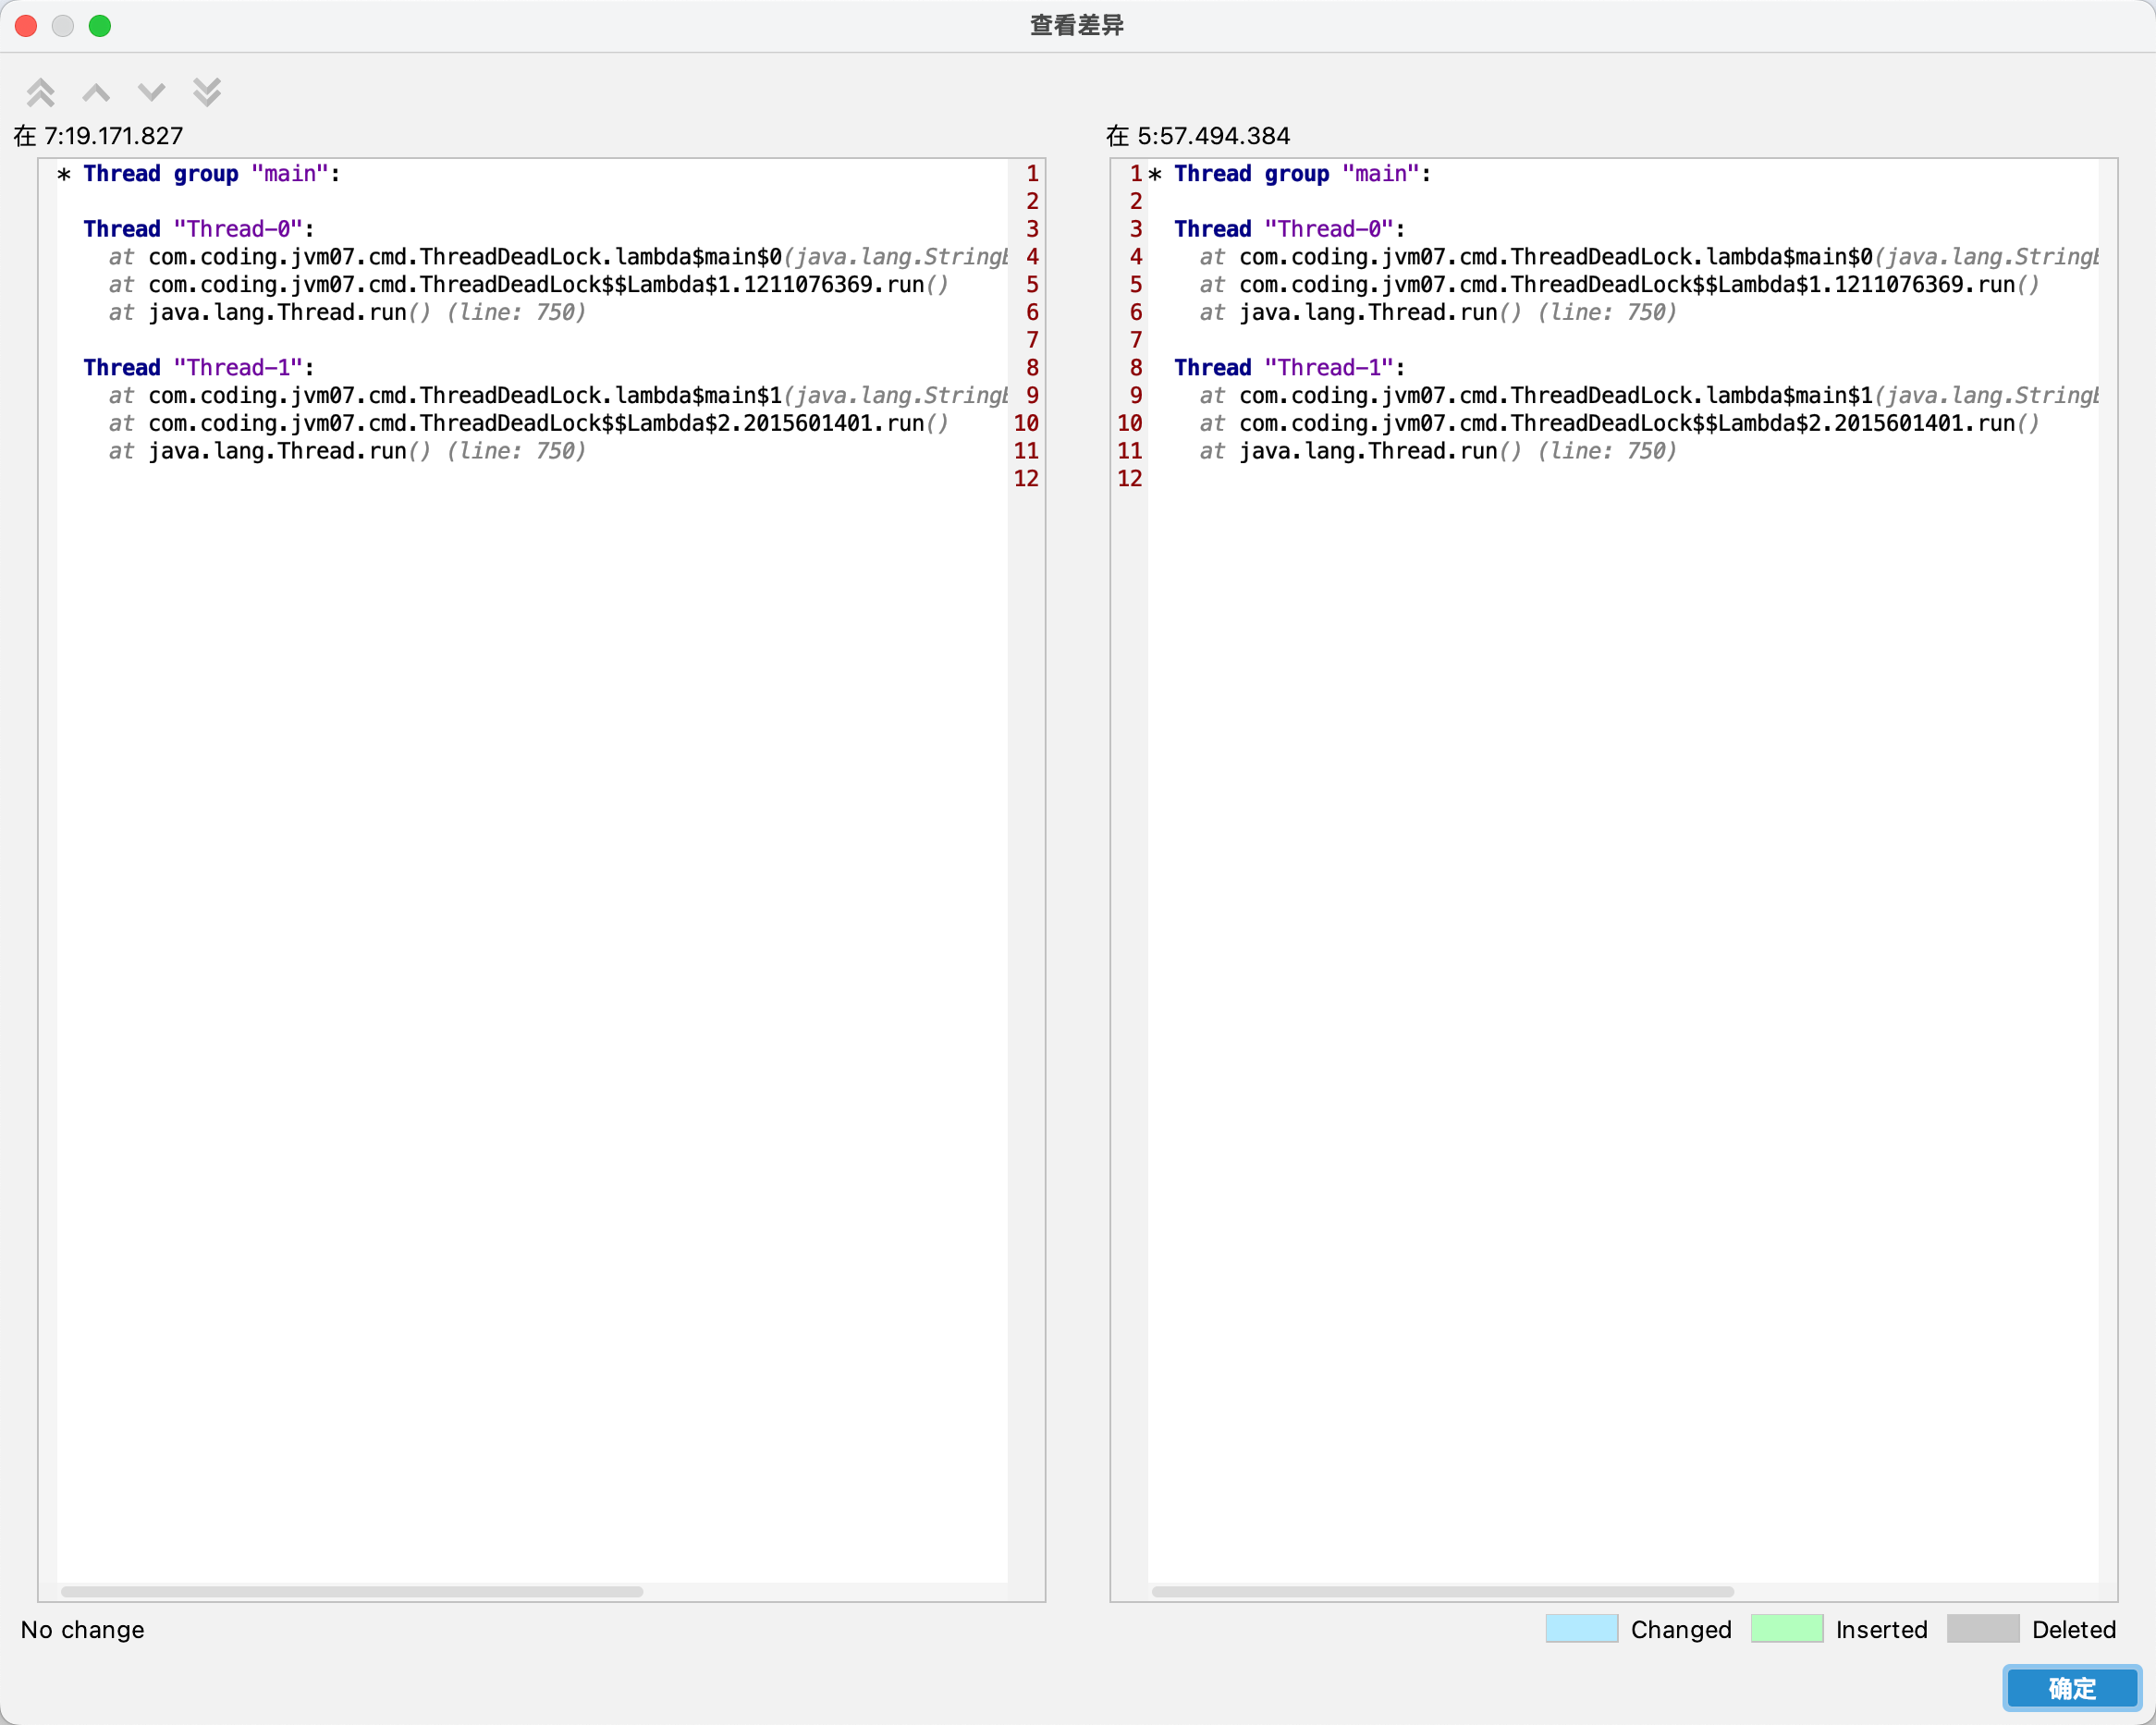 查看差异
在 7:19.171.827
* Thread group "main":
1
2
Thread "Thread-0":
3
at com.coding.jvm07.cmd.ThreadDeadLock.lambda$main$0(java.lang.String
4
at com.coding.jvm07.cmd.ThreadDeadLock$$Lambda$1.1211076369.run()
5
at java.lang.Thread.run() (line: 750)
6
7
Thread "Thread-1":
8
at com.coding.jvm07.cmd.ThreadDeadLock.lambda$main$1(java.lang.String
9
at com.coding.jvm07.cmd.ThreadDeadLock$$Lambda$2.2015601401.run()
10
at java.lang.Thread.run() (line: 750)
11
12
在 5:57.494.384
1 * Thread group "main":
2
3 Thread "Thread-0":
4 at com.coding.jvm07.cmd.ThreadDeadLock.lambda$main$0(java.lang.String
5 at com.coding.jvm07.cmd.ThreadDeadLock$$Lambda$1.1211076369.run()
6 at java.lang.Thread.run() (line: 750)
7
8 Thread "Thread-1":
9 at com.coding.jvm07.cmd.ThreadDeadLock.lambda$main$1(java.lang.String
10 at com.coding.jvm07.cmd.ThreadDeadLock$$Lambda$2.2015601401.run()
11 at java.lang.Thread.run() (line: 750)
12
No change
Changed Inserted Deleted
确定